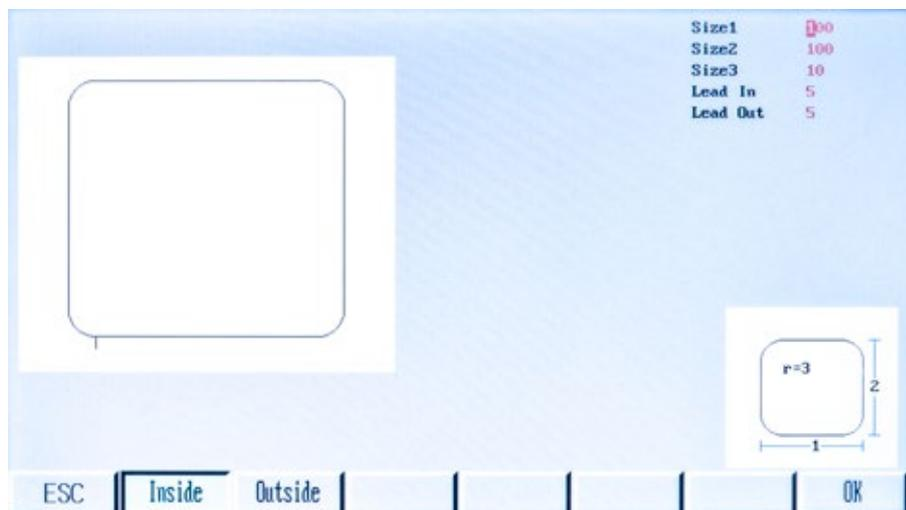 Size1 100
Size2 100
Size3 10
Lead In 5
Lead Out 5
r=3
2
1
ESC Inside Outside OK